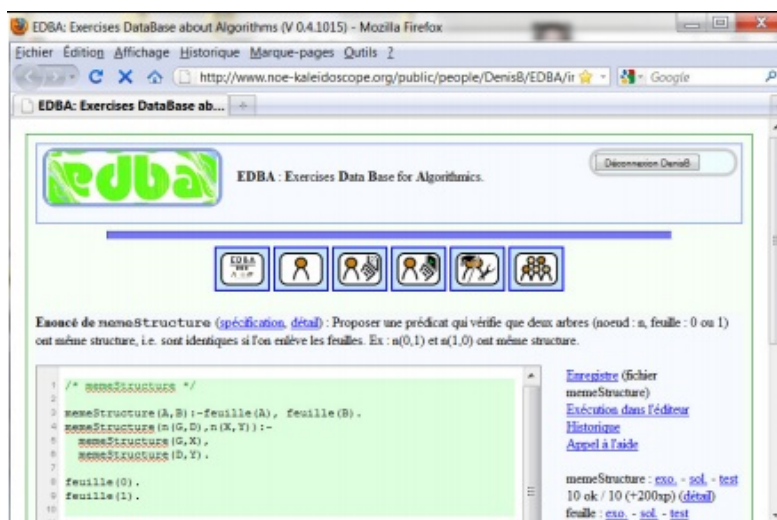 EDBA: Exercises DataBase about Algorithms (V 0.4.1015) - Mozilla Firefox
Fichier Édition Affichage Historique Marque-pages Outils ?
http://www.noe-kaleidoscope.org/public/people/DenisB/EDBA/ir
Google
EDBA: Exercises DataBase ab...
edba
EDBA : Exercises Data Base for Algorithmics.
Déconnexion DenisB
EDBA
Enoncé de memeStructure (spécification, détail) : Proposer une prédicat qui vérifie que deux arbres (noeud : n, feuille : 0 ou 1)
ont même structure, i.e. sont identiques si l'on enlève les feuilles. Ex : n(0,1) et n(1,0) ont même structure.
1 /* memeStructure */
2
3 memeStructure(A,B):-feuille(A), feuille(B).
4 memeStructure(n(G,D),n(X,Y)):-
5 memeStructure(G,X),
6 memeStructure(D,Y).
7
8 feuille(0).
9 feuille(1).
10
Enregistre (fichier
memeStructure)
Exécution dans l'éditeur
Historique
Appel à l'aide
memeStructure : exo. - sol. - test
10 ok / 10 (+200xp) (détail)
feuille : exo. - sol. - test